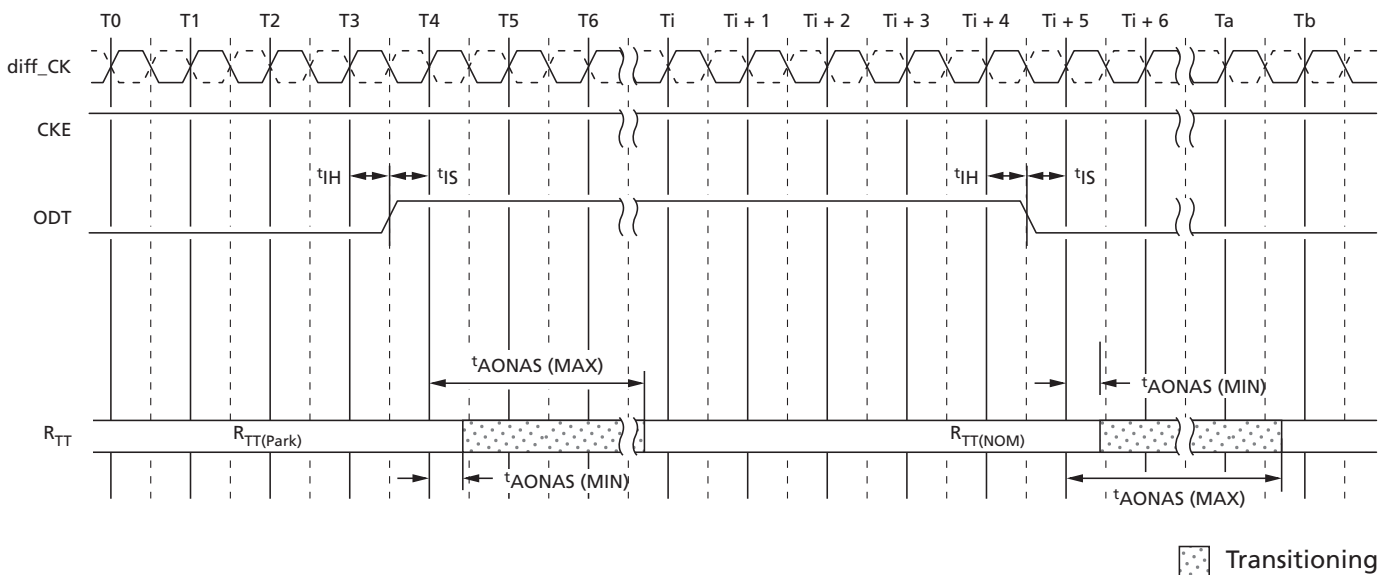 T0 T1 T2 T3 T4 T5 T6 Ti Ti + 1 Ti + 2 Ti + 3 Ti + 4 Ti + 5 Ti + 6 Ta Tb
diff_CK
CKE
tIH tIS tIH tIS
ODT
tAONAS (MAX)
tAONAS (MIN)
RTT RTT(Park) RTT(NOM)
tAONAS (MIN)
tAONAS (MAX)
Transitioning